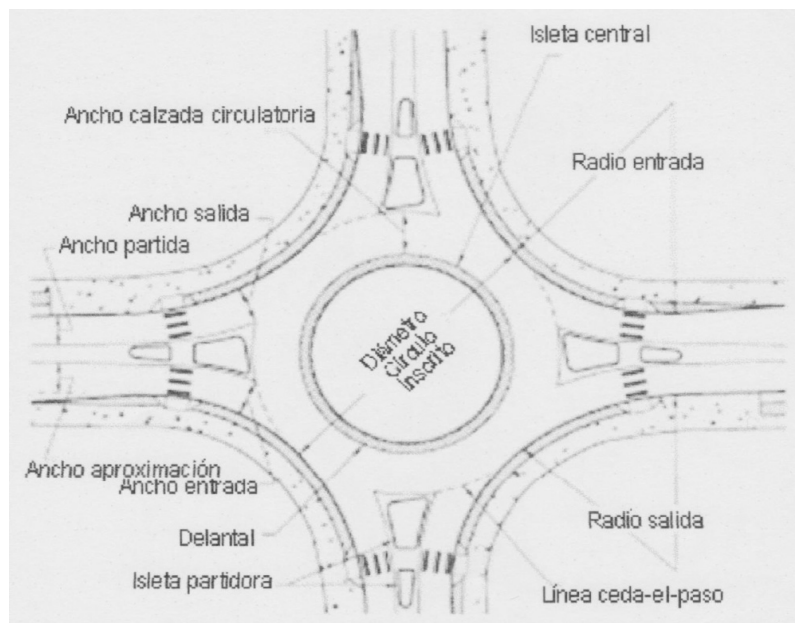 Isleta central
Ancho calzada circulatoria
Radio entrada
Ancho salida
Ancho partida
Diámetro
Círculo
Inscrito
Ancho aproximación
Ancho entrada
Delantal
Radio salida
Isleta partidora
Línea ceda-el-paso